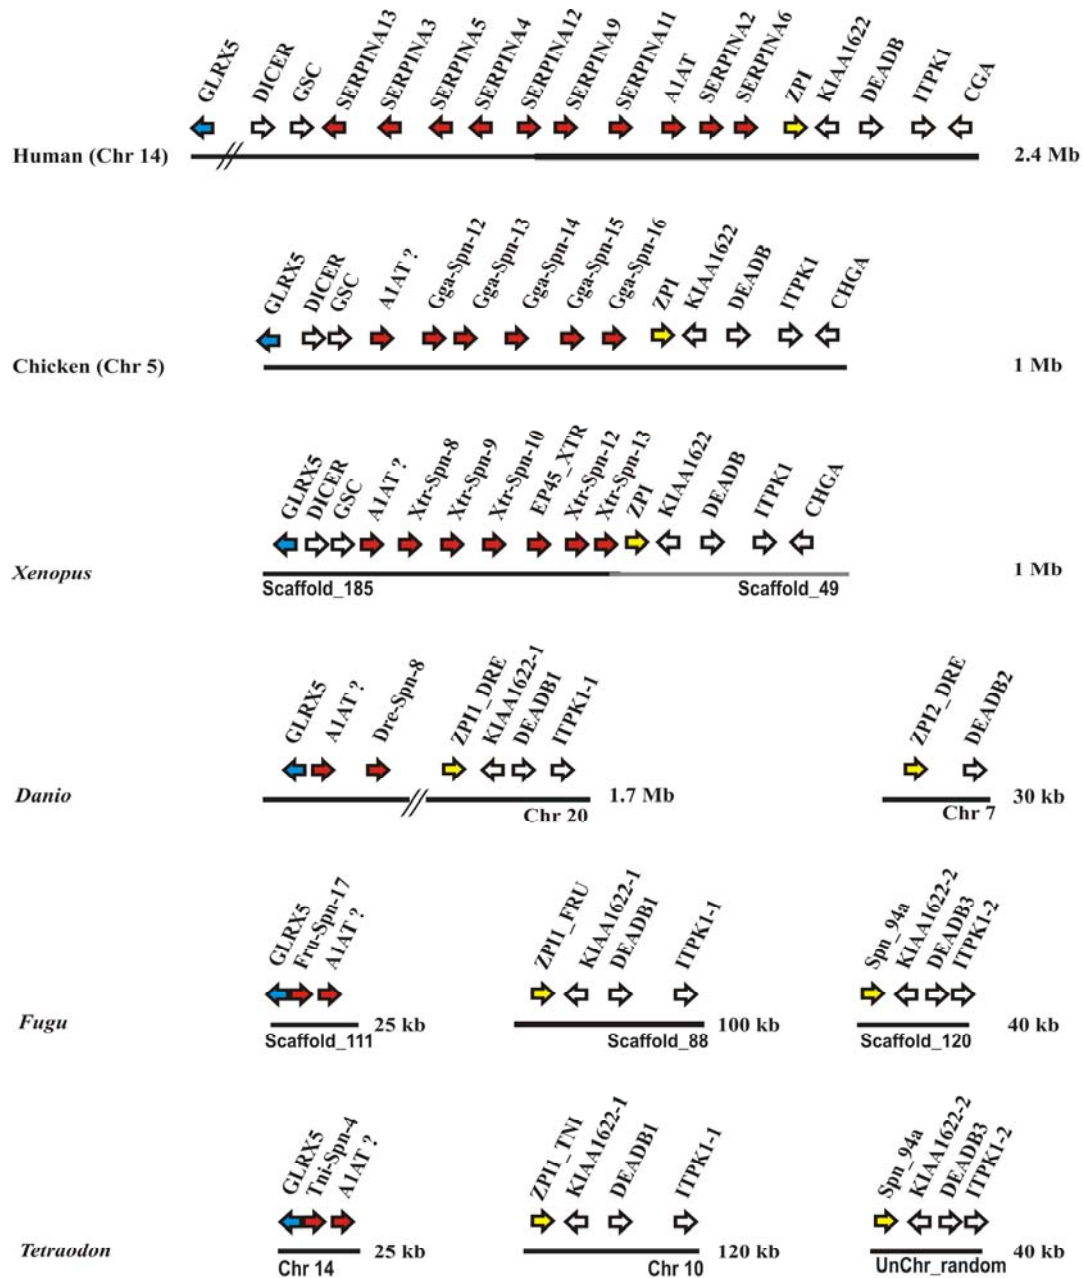 GLRX5 DICER GSC SERPINA13 SERPINA3 SERPINA5 SERPINA4 SERPINA12 SERPINA9 SERPINA11 A1AT SERPINA2 SERPINA6 ZPI KIAA1622 DEADB ITPK1 CGA
Human (Chr 14) 2.4 Mb
GLRX5 DICER GSC A1AT ? Gga-Spn-12 Gga-Spn-13 Gga-Spn-14 Gga-Spn-15 Gga-Spn-16 ZPI KIAA1622 DEADB ITPK1 CHGA
Chicken (Chr 5) 1 Mb
GLRX5 DICER GSC A1AT ? Xtr-Spn-8 Xtr-Spn-9 Xtr-Spn-10 EP45_XTR Xtr-Spn-12 Xtr-Spn-13 ZPI KIAA1622 DEADB ITPK1 CHGA
Xenopus 1 Mb
Scaffold_185 Scaffold_49
GLRX5 A1AT ? Dre-Spn-8 ZPI1_DRE KIAA1622-1 DEADB1 ITPK1-1 ZPI2_DRE DEADB2
Danio 1.7 Mb 30 kb
Chr 20 Chr 7
GLRX5 Fru-Spn-17 A1AT ? ZPI1_FRU KIAA1622-1 DEADB1 ITPK1-1 Spn_94a KIAA1622-2 DEADB3 ITPK1-2
Fugu 25 kb 100 kb 40 kb
Scaffold_111 Scaffold_88 Scaffold_120
GLRX5 Tni-Spn-4 A1AT ? ZPI1_TNI KIAA1622-1 DEADB1 ITPK1-1 Spn_94a KIAA1622-2 DEADB3 ITPK1-2
Tetraodon 25 kb 120 kb 40 kb
Chr 14 Chr 10 UnChr_random